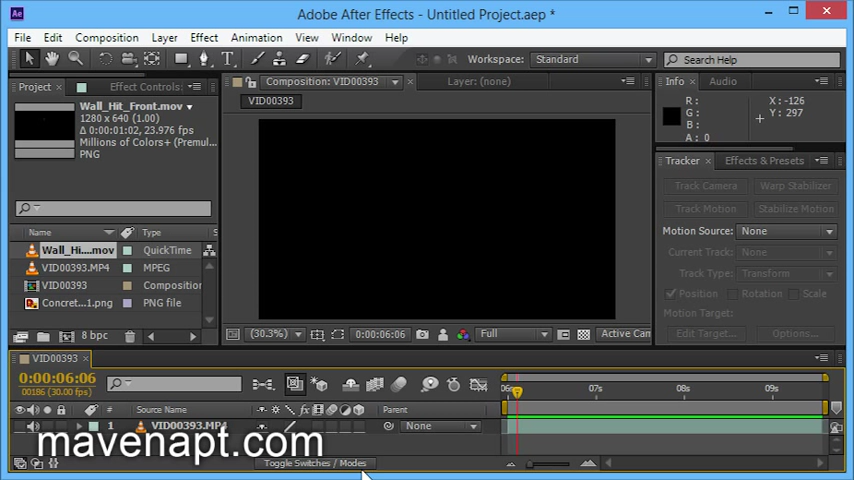 Ae Adobe After Effects - Untitled Project.aep *
File Edit Composition Layer Effect Animation View Window Help
Workspace: Standard Search Help
Project Effect Controls: Composition: VID00393 Layer: (none) Info Audio
VID00393
Wall_Hit_Front.mov
1280 x 640 (1.00)
Δ 0:00:01:02, 23.976 fps
Millions of Colors+ (Premul...
PNG
R:
G:
B:
A: 0
X: -126
Y: 297
Tracker Effects & Presets
Track Camera Warp Stabilizer
Track Motion Stabilize Motion
Motion Source: None
Current Track: None
Track Type: Transform
Position Rotation Scale
Motion Target:
Edit Target... Options...
Name Type S
Wall_Hi....mov QuickTime
VID00393.MP4 MPEG
VID00393 Composition
Concret...1.png PNG file
8 bpc
(30.3%) 0:00:06:06 Full Active Cam
VID00393
0:00:06:06
00186 (30.00 fps)
06s 07s 08s 09s
# Source Name Parent
1 VID00393.MP4 None
mavenapt.com
Toggle Switches / Modes